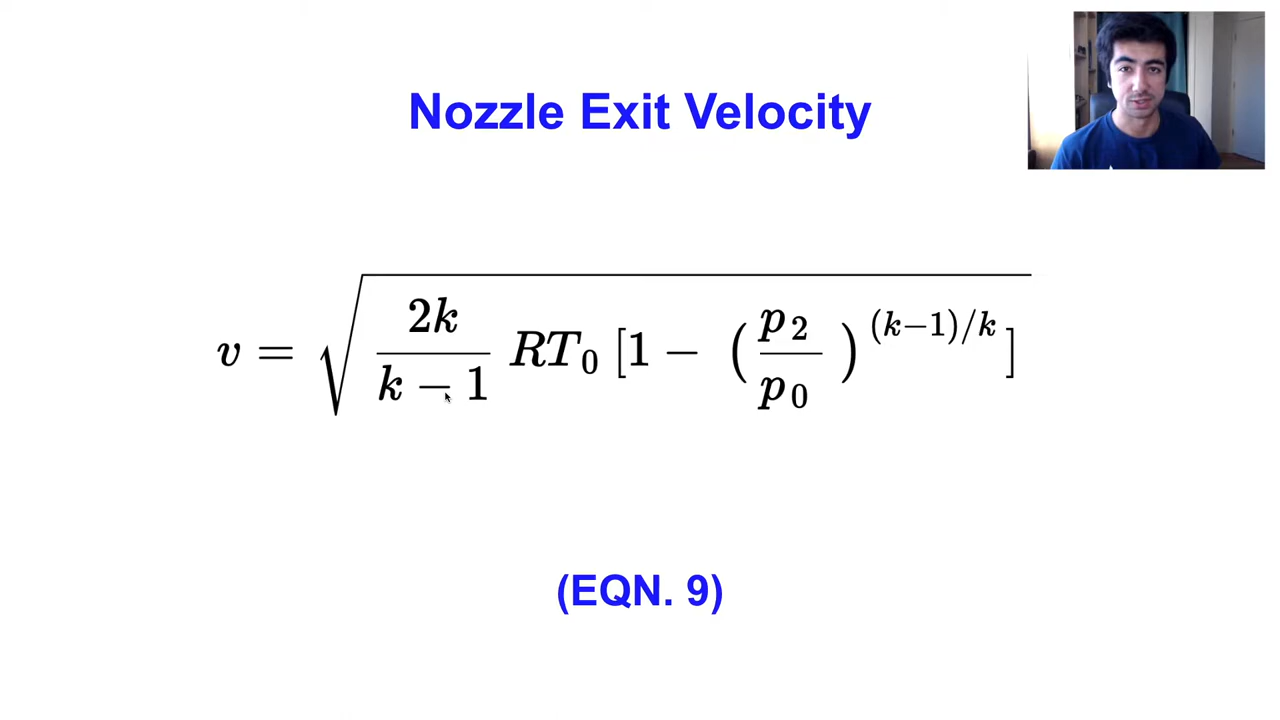 Nozzle Exit Velocity
v = √(2k/(k−1) RT₀ [1 − (p₂/p₀)^((k−1)/k)])
(EQN. 9)